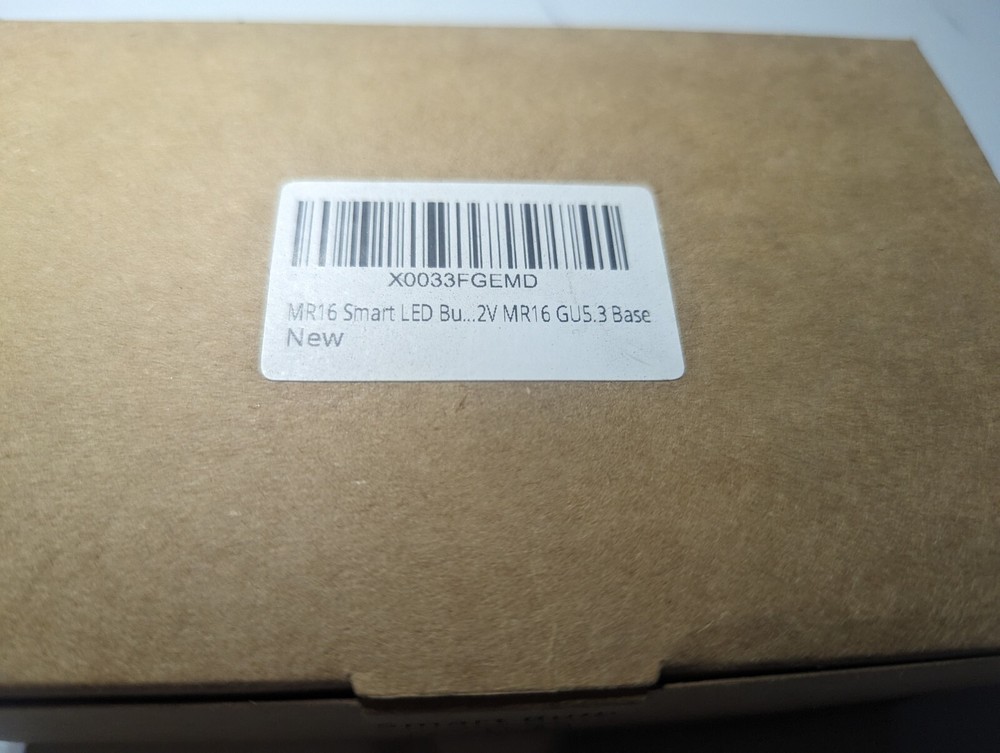 X0033FGEMD
MR16 Smart LED Bu...2V MR16 GU5.3 Base
New